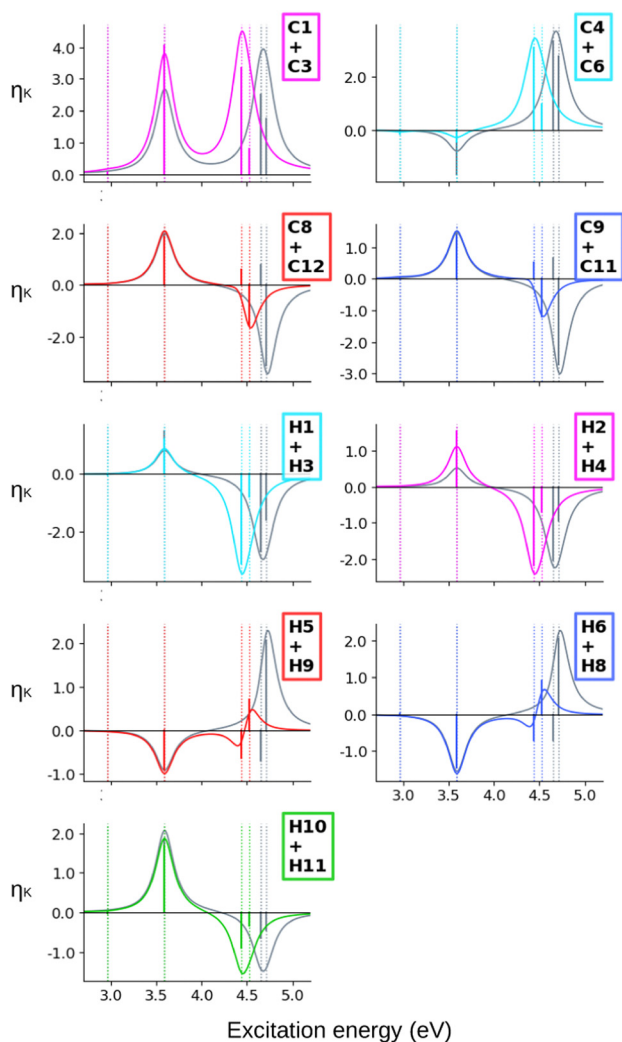 4.0
3.0
2.0
1.0
0.0
ηK
C1
+
C3
2.0
0.0
C4
+
C6
2.0
0.0
-2.0
ηK
C8
+
C12
1.0
0.0
-1.0
-2.0
-3.0
C9
+
C11
0.0
-2.0
ηK
H1
+
H3
1.0
0.0
-1.0
-2.0
H2
+
H4
2.0
1.0
0.0
-1.0
ηK
H5
+
H9
2.0
1.0
0.0
-1.0
H6
+
H8
3.0 3.5 4.0 4.5 5.0
2.0
1.0
0.0
-1.0
ηK
H10
+
H11
3.0 3.5 4.0 4.5 5.0
Excitation energy (eV)